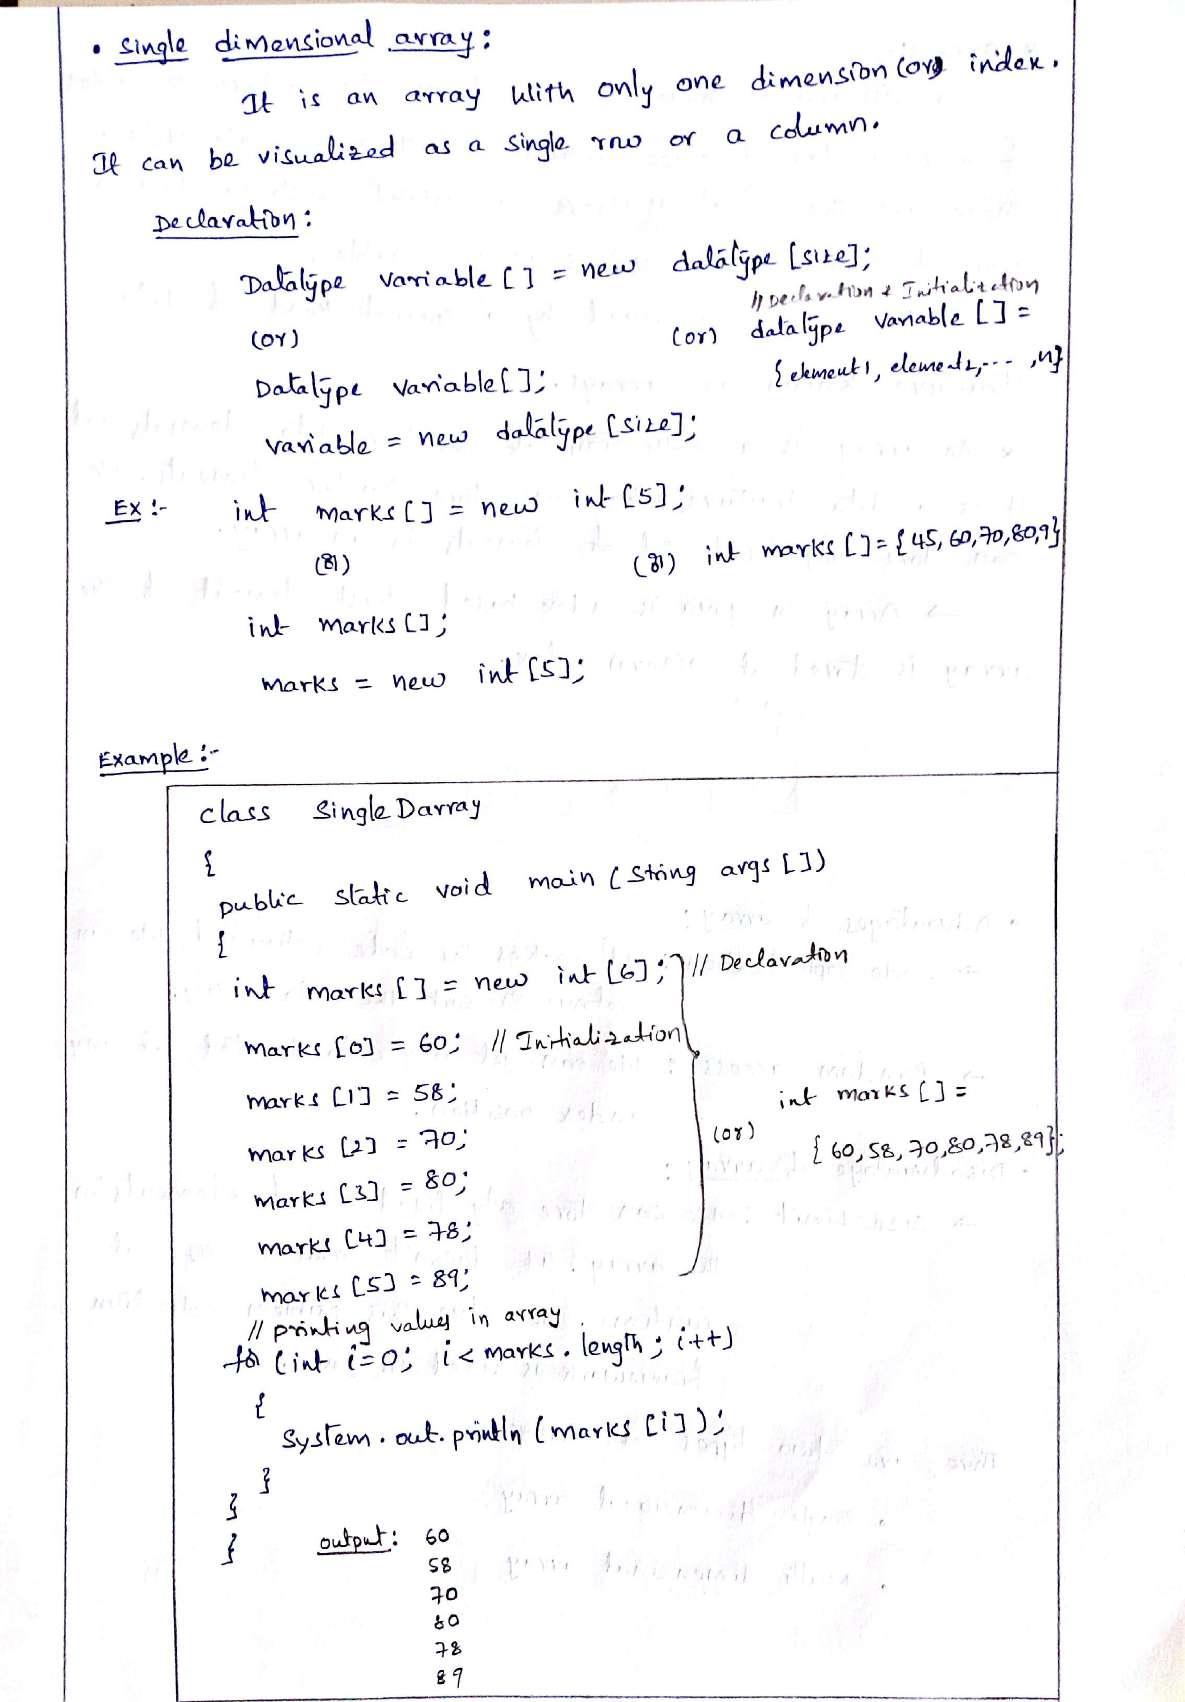 • Single dimensional array:
It is an array with only one dimension (or) index.
It can be visualized as a single row or a column.
Declaration:
Datatype variable [ ] = new datatype [size];
// Declaration & Initialization
(or)
(or) datatype variable [ ] =
{ element1, element2, --- , n}
Datatype variable[ ];
variable = new datatype [size];
Ex :- int marks [ ] = new int [5];
(or)
(or) int marks [ ] = { 45, 60, 70, 80, 9}
int marks [ ];
marks = new int [5];
Example :-
class Single Darray
{
public static void main ( String args [ ])
{
int marks [ ] = new int [6]; // Declaration
marks [0] = 60; // Initialization
marks [1] = 58;
int marks [ ] =
(or)
{ 60, 58, 70, 80, 78, 89};
marks [2] = 70;
marks [3] = 80;
marks [4] = 78;
marks [5] = 89;
// printing values in array
for (int i=0; i < marks . length ; i++)
{
System . out. println ( marks [i] );
}
}
}
output: 60
58
70
80
78
89